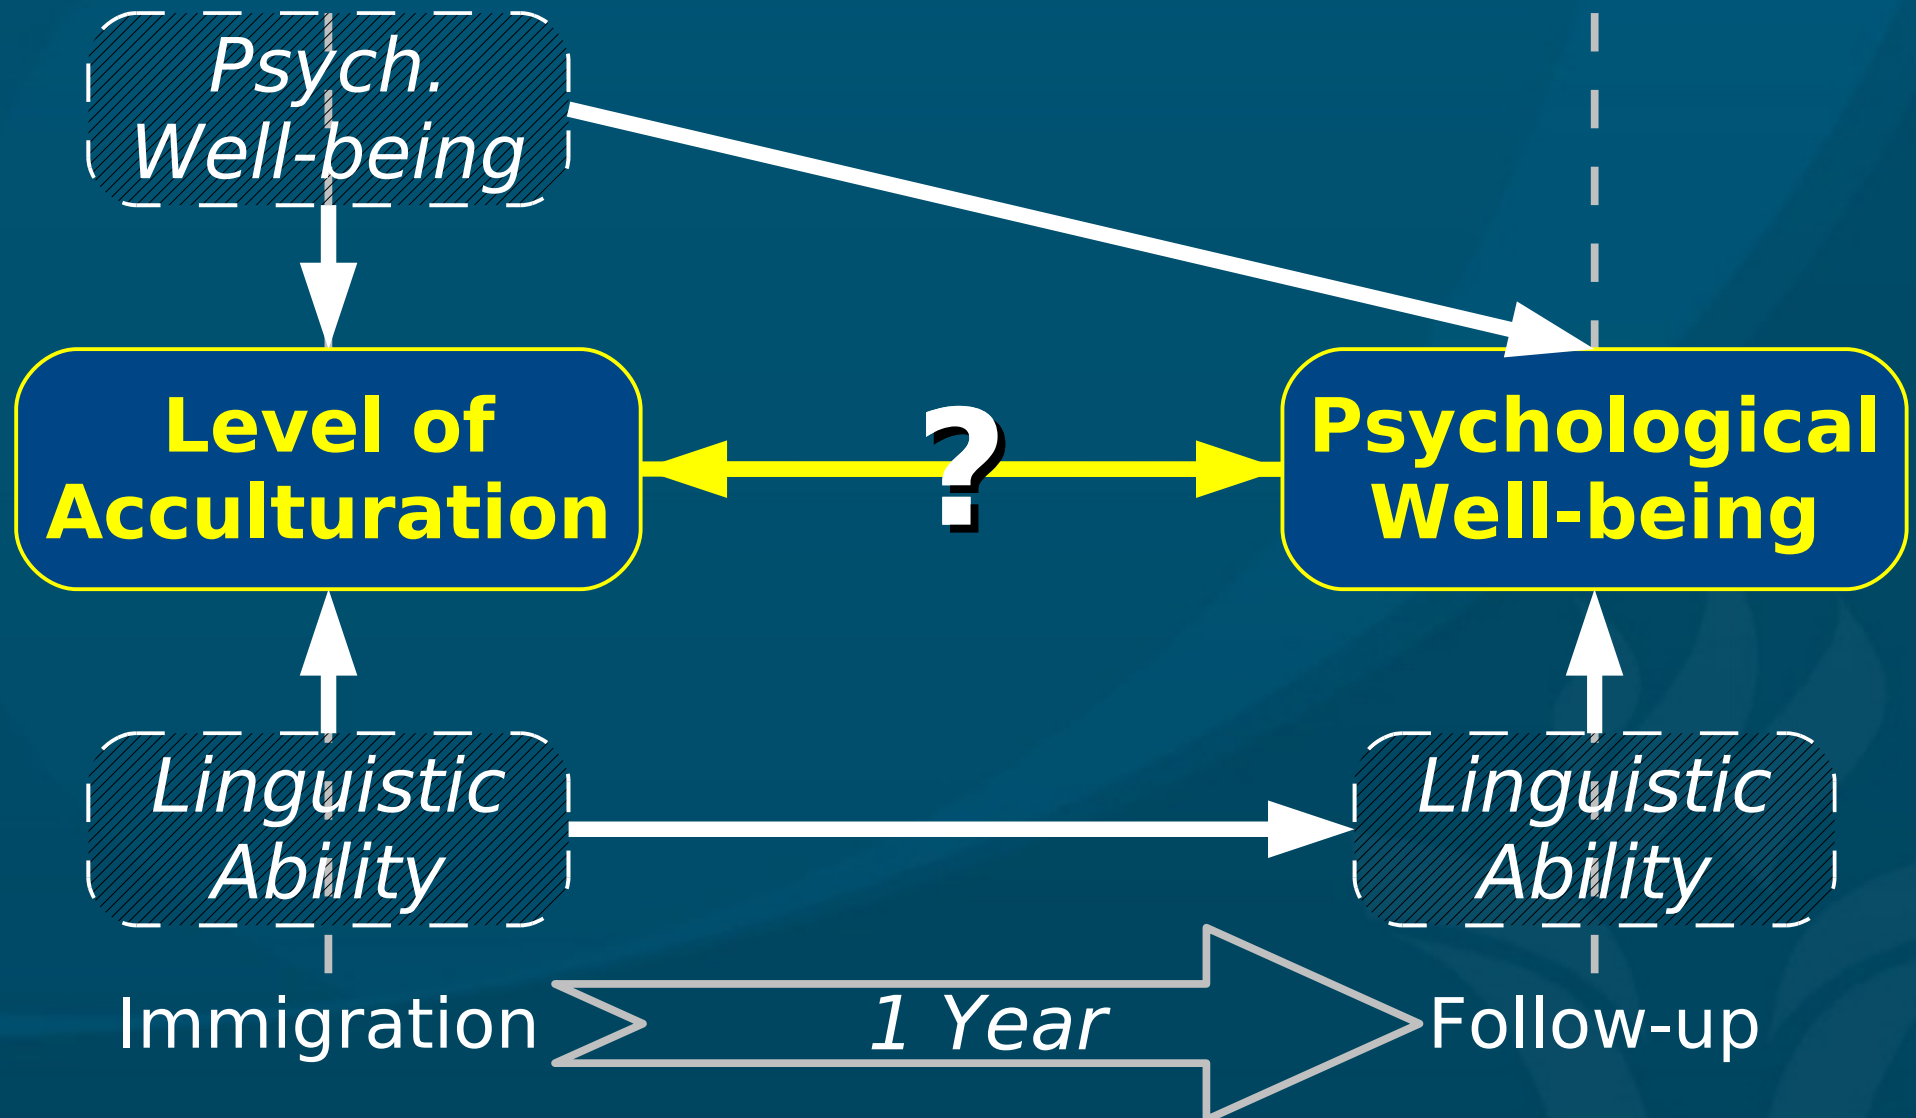 Psych.
Well-being
Level of
Acculturation
?
Psychological
Well-being
Linguistic
Ability
Linguistic
Ability
Immigration
1 Year
Follow-up